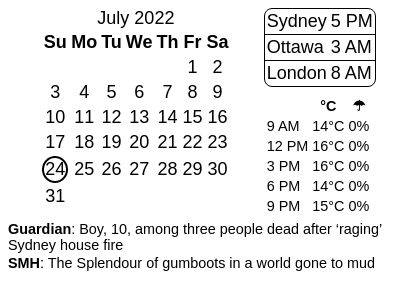 July 2022
Su Mo Tu We Th Fr Sa
1 2
3 4 5 6 7 8 9
10 11 12 13 14 15 16
17 18 19 20 21 22 23
24 25 26 27 28 29 30
31
Sydney 5 PM
Ottawa 3 AM
London 8 AM
°C ☂
9 AM 14°C 0%
12 PM 16°C 0%
3 PM 16°C 0%
6 PM 14°C 0%
9 PM 15°C 0%
Guardian: Boy, 10, among three people dead after ‘raging’
Sydney house fire
SMH: The Splendour of gumboots in a world gone to mud